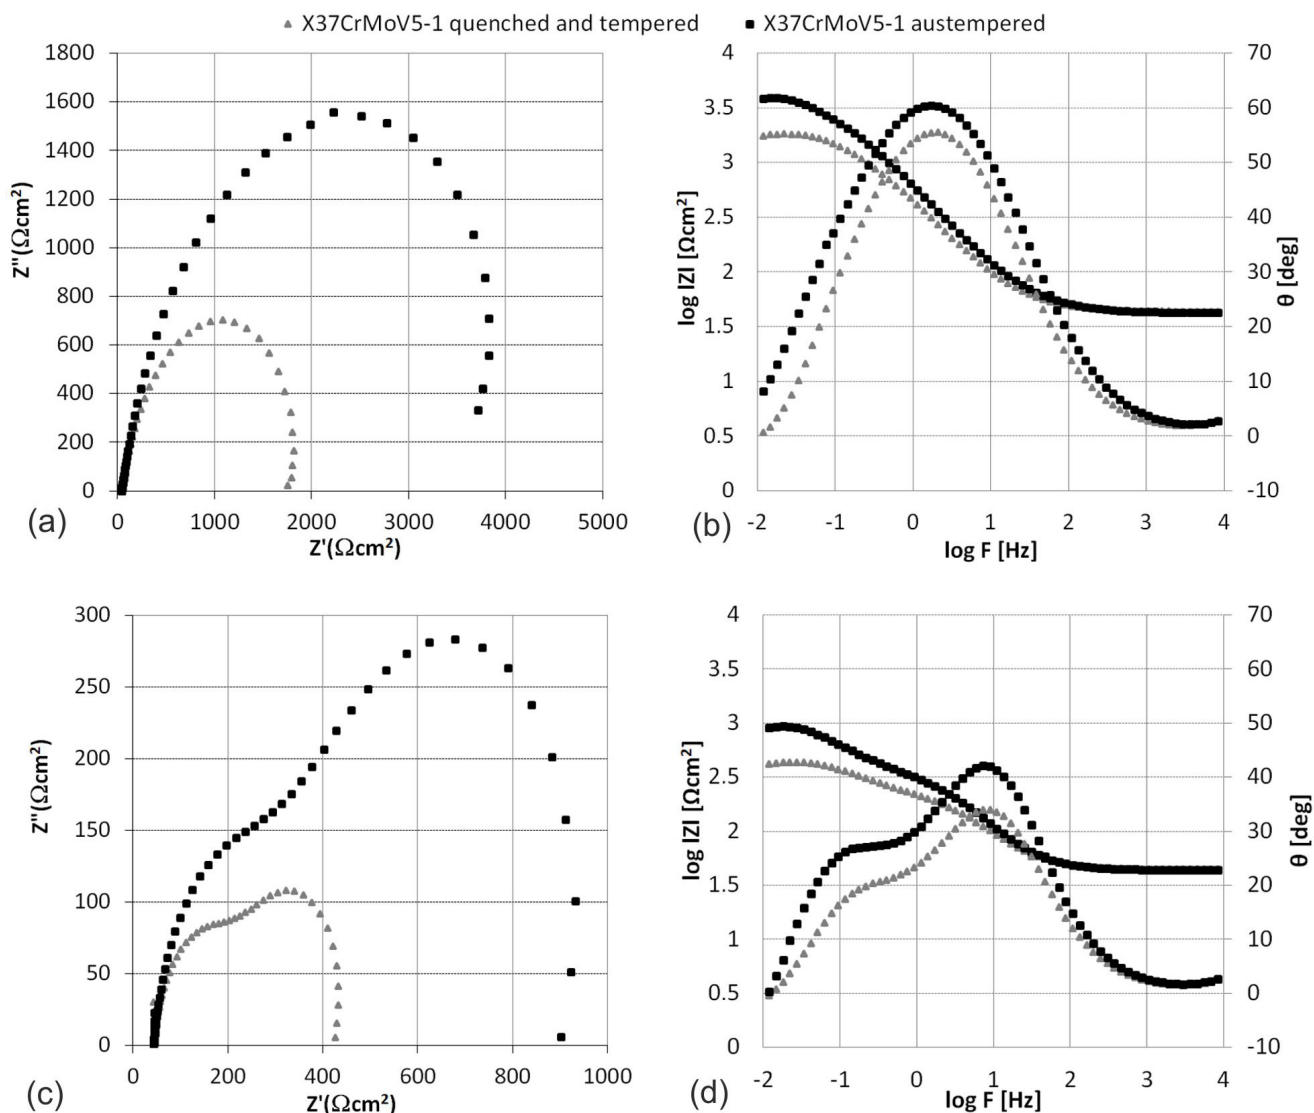 X37CrMoV5-1 quenched and tempered X37CrMoV5-1 austempered
1800
1600
1400
1200
1000
800
600
400
200
0
Z''(Ωcm²)
0 1000 2000 3000 4000 5000
Z'(Ωcm²)
(a)
4
3.5
3
2.5
2
1.5
1
0.5
0
log IZI [Ωcm²]
70
60
50
40
30
20
10
0
-10
θ [deg]
-2 -1 0 1 2 3 4
log F [Hz]
(b)
300
250
200
150
100
50
0
Z''(Ωcm²)
0 200 400 600 800 1000
Z'(Ωcm²)
(c)
4
3.5
3
2.5
2
1.5
1
0.5
0
log IZI [Ωcm²]
70
60
50
40
30
20
10
0
-10
θ [deg]
-2 -1 0 1 2 3 4
log F [Hz]
(d)